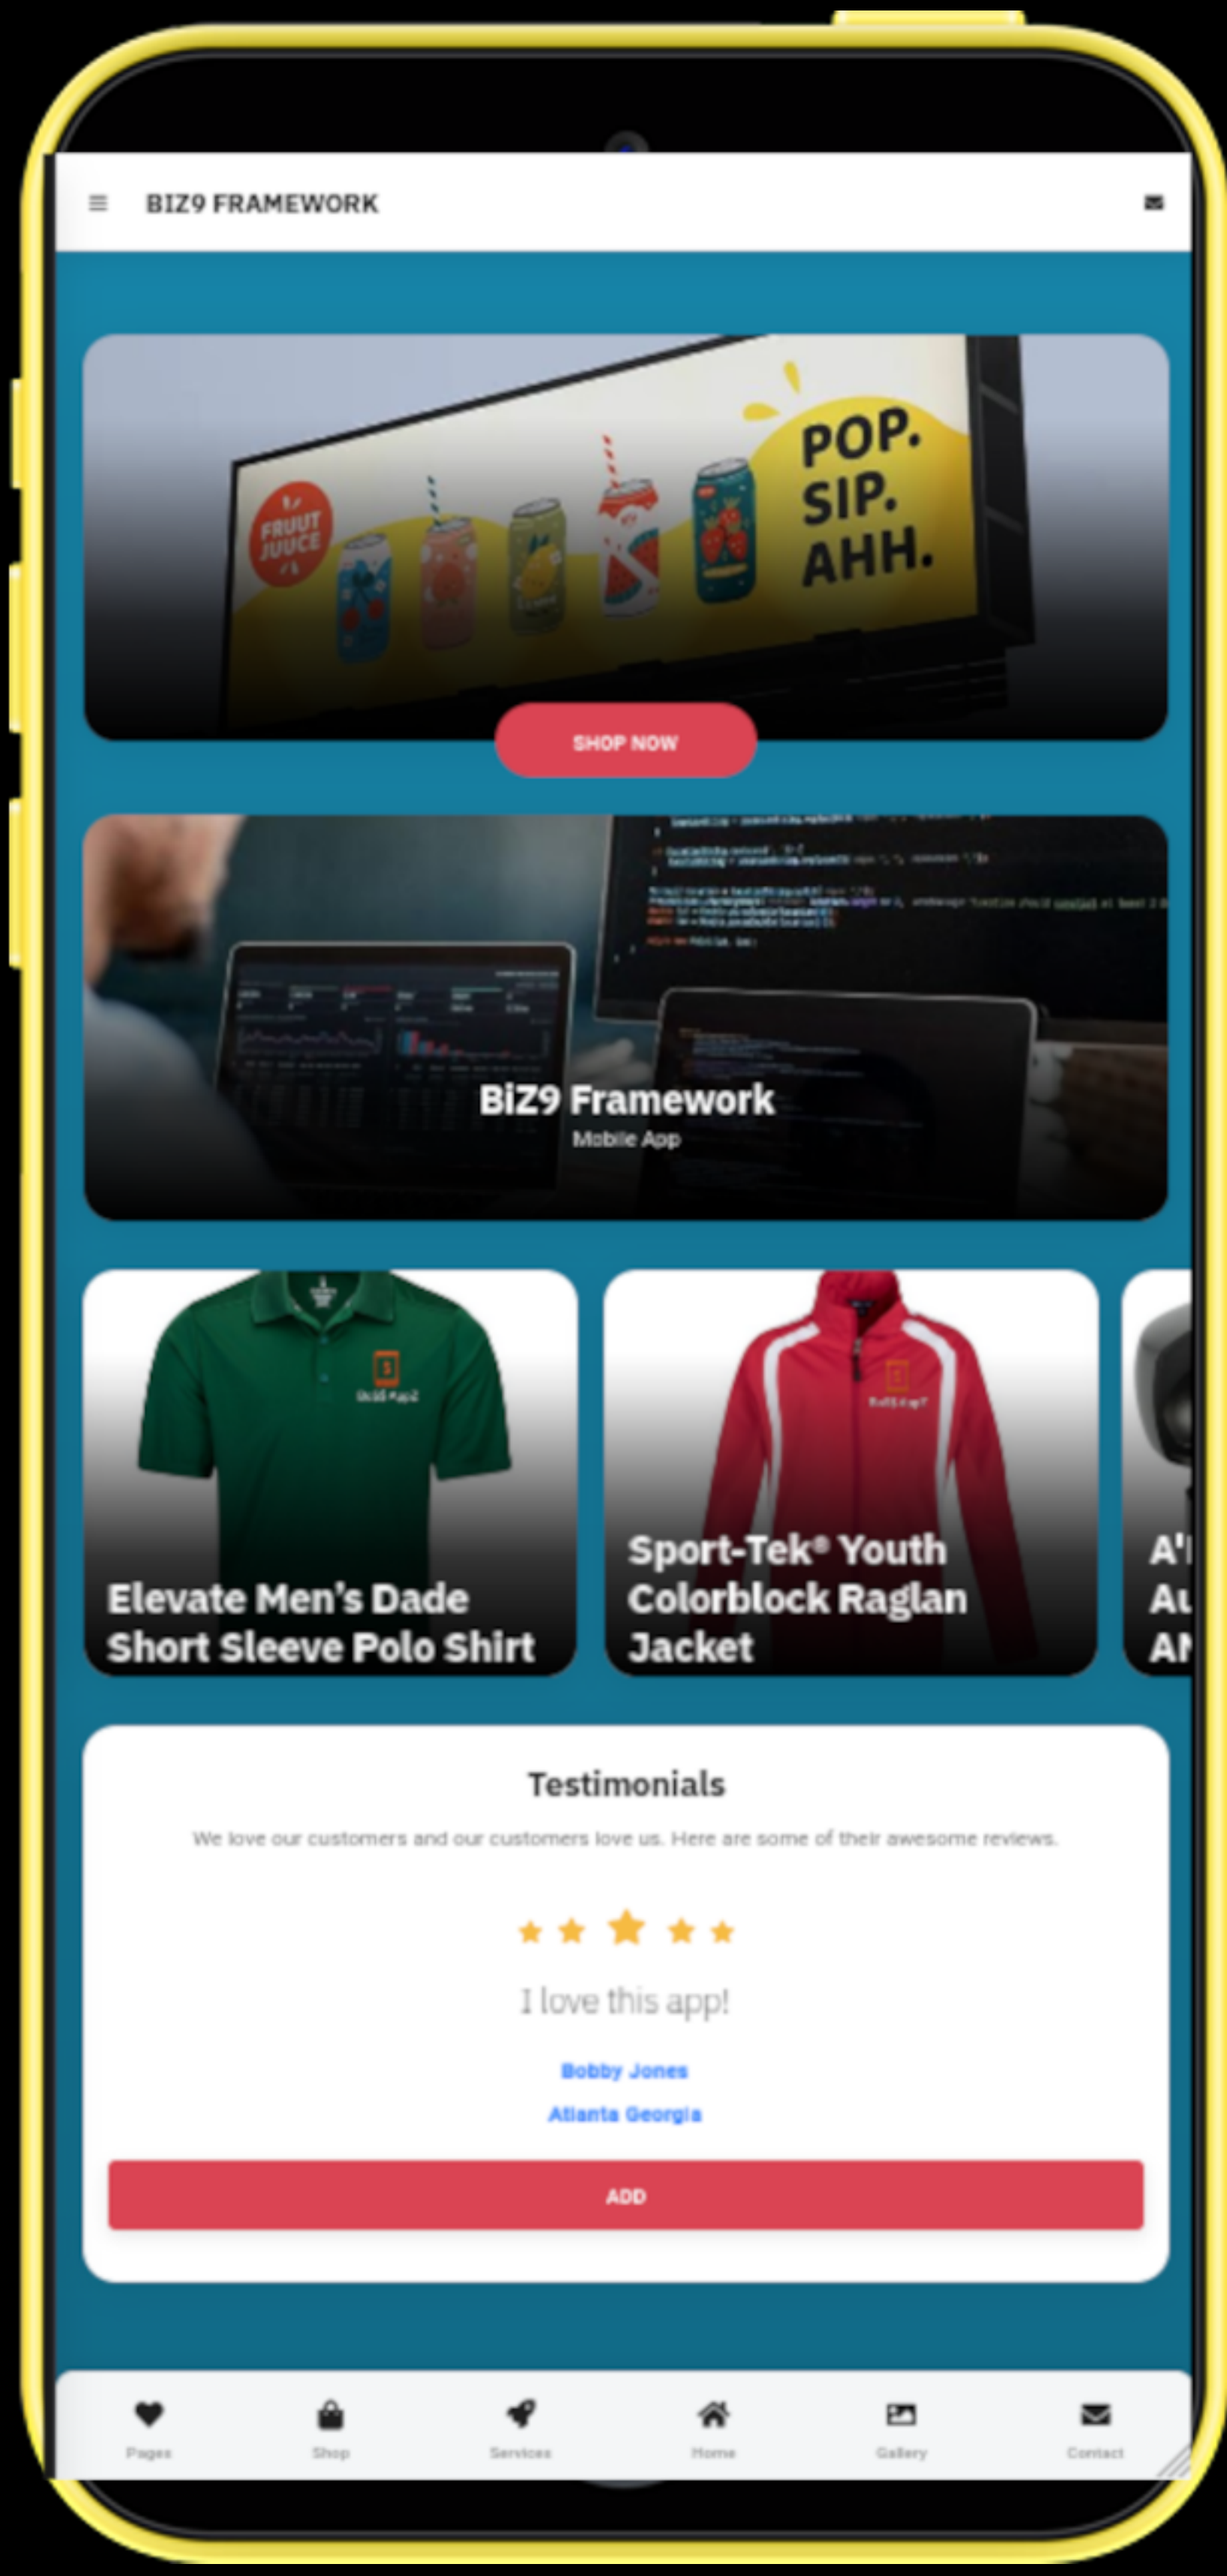 BIZ9 FRAMEWORK
FRUUT
JUUCE
POP.
SIP.
AHH.
SHOP NOW
BiZ9 Framework
Mobile App
Elevate Men’s Dade
Short Sleeve Polo Shirt
Sport-Tek® Youth
Colorblock Raglan
Jacket
Testimonials
We love our customers and our customers love us. Here are some of their awesome reviews.
I love this app!
Bobby Jones
Atlanta Georgia
ADD
Pages Shop Services Home Gallery Contact